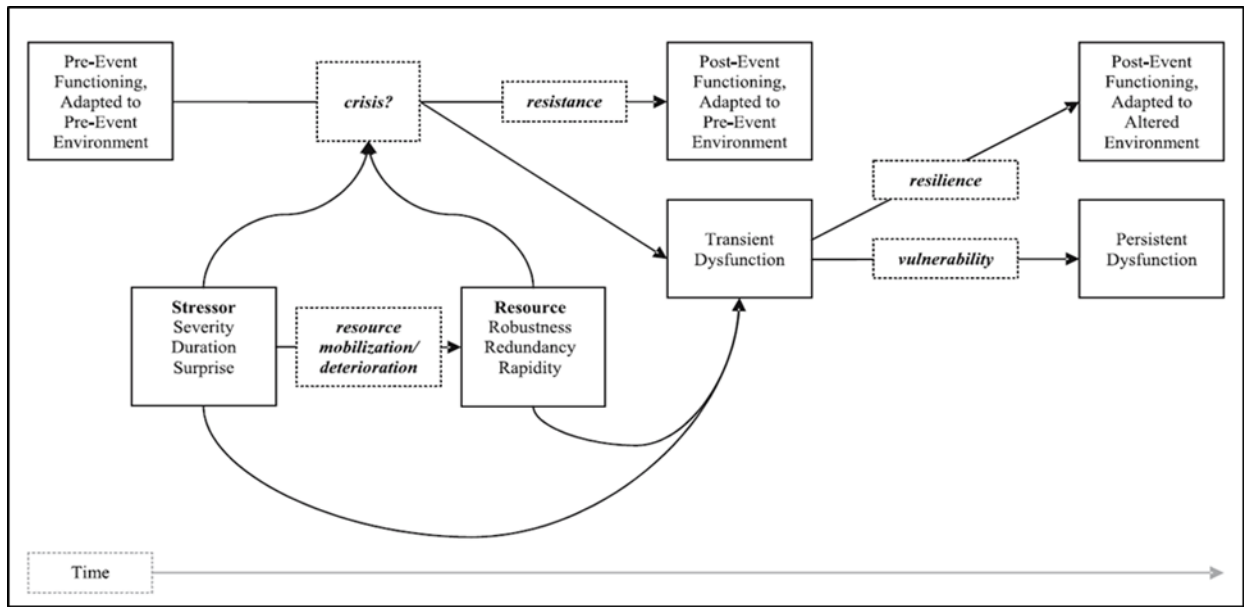 Pre-Event
Functioning,
Adapted to
Pre-Event
Environment
crisis?
resistance
Post-Event
Functioning,
Adapted to
Pre-Event
Environment
Post-Event
Functioning,
Adapted to
Altered
Environment
resilience
Transient
Dysfunction
vulnerability
Persistent
Dysfunction
Stressor
Severity
Duration
Surprise
resource
mobilization/
deterioration
Resource
Robustness
Redundancy
Rapidity
Time